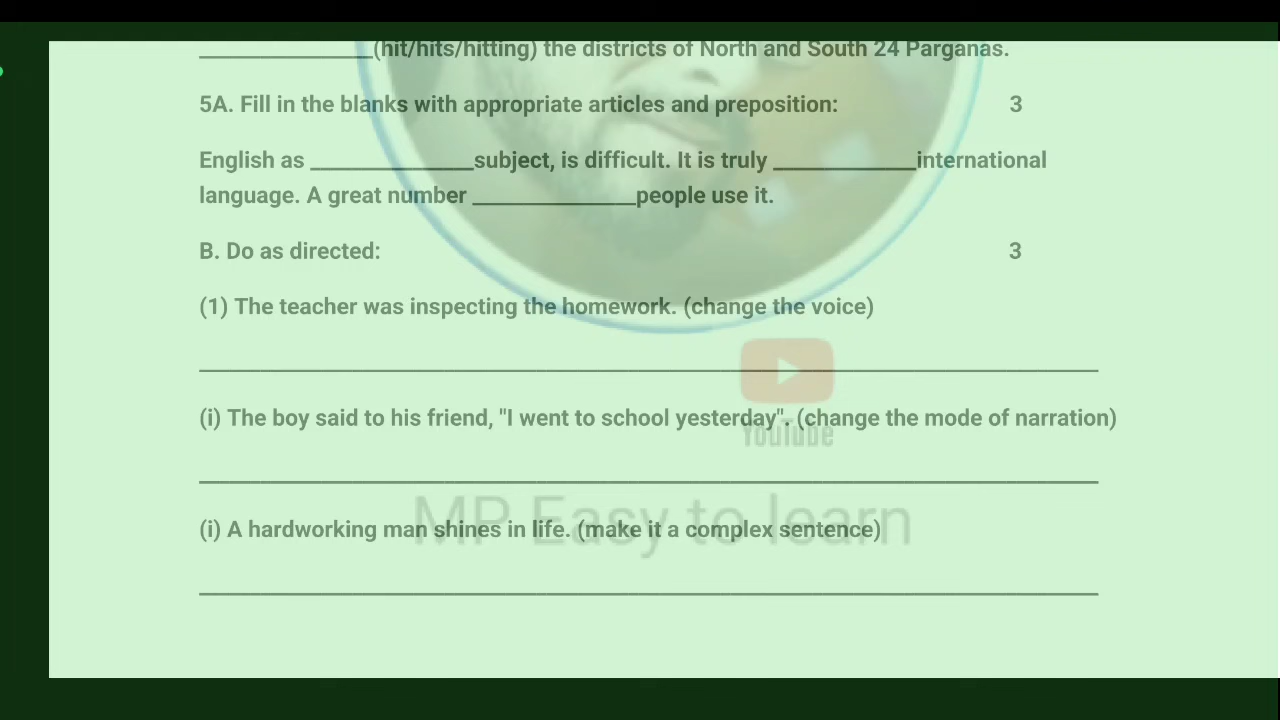 ______________(hit/hits/hitting) the districts of North and South 24 Parganas.
5A. Fill in the blanks with appropriate articles and preposition: 3
English as ______________subject, is difficult. It is truly ____________international
language. A great number ______________people use it.
B. Do as directed: 3
(1) The teacher was inspecting the homework. (change the voice)
(i) The boy said to his friend, "I went to school yesterday". (change the mode of narration)
YouTube
MP Easy to learn
(i) A hardworking man shines in life. (make it a complex sentence)